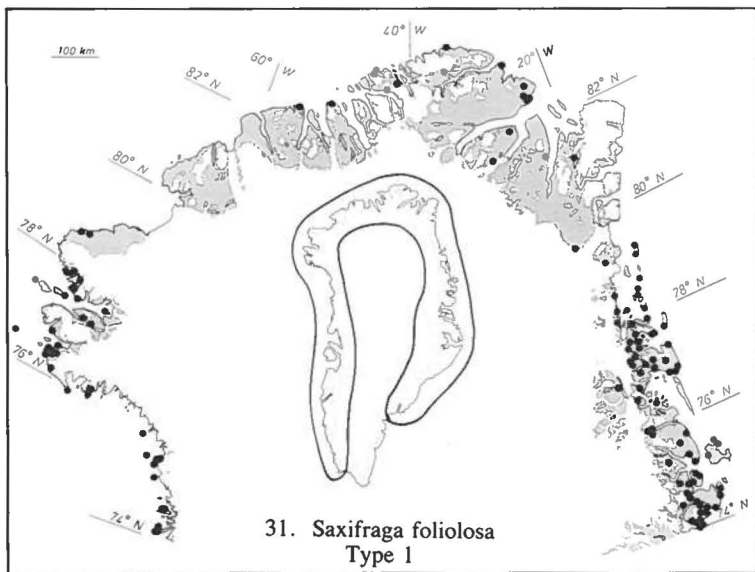 100 km
82° N
60° W
40° W
20° W
82° N
80° N
80° N
78° N
78° N
76° N
76° N
74° N
74° N
31. Saxifraga foliolosa
Type 1